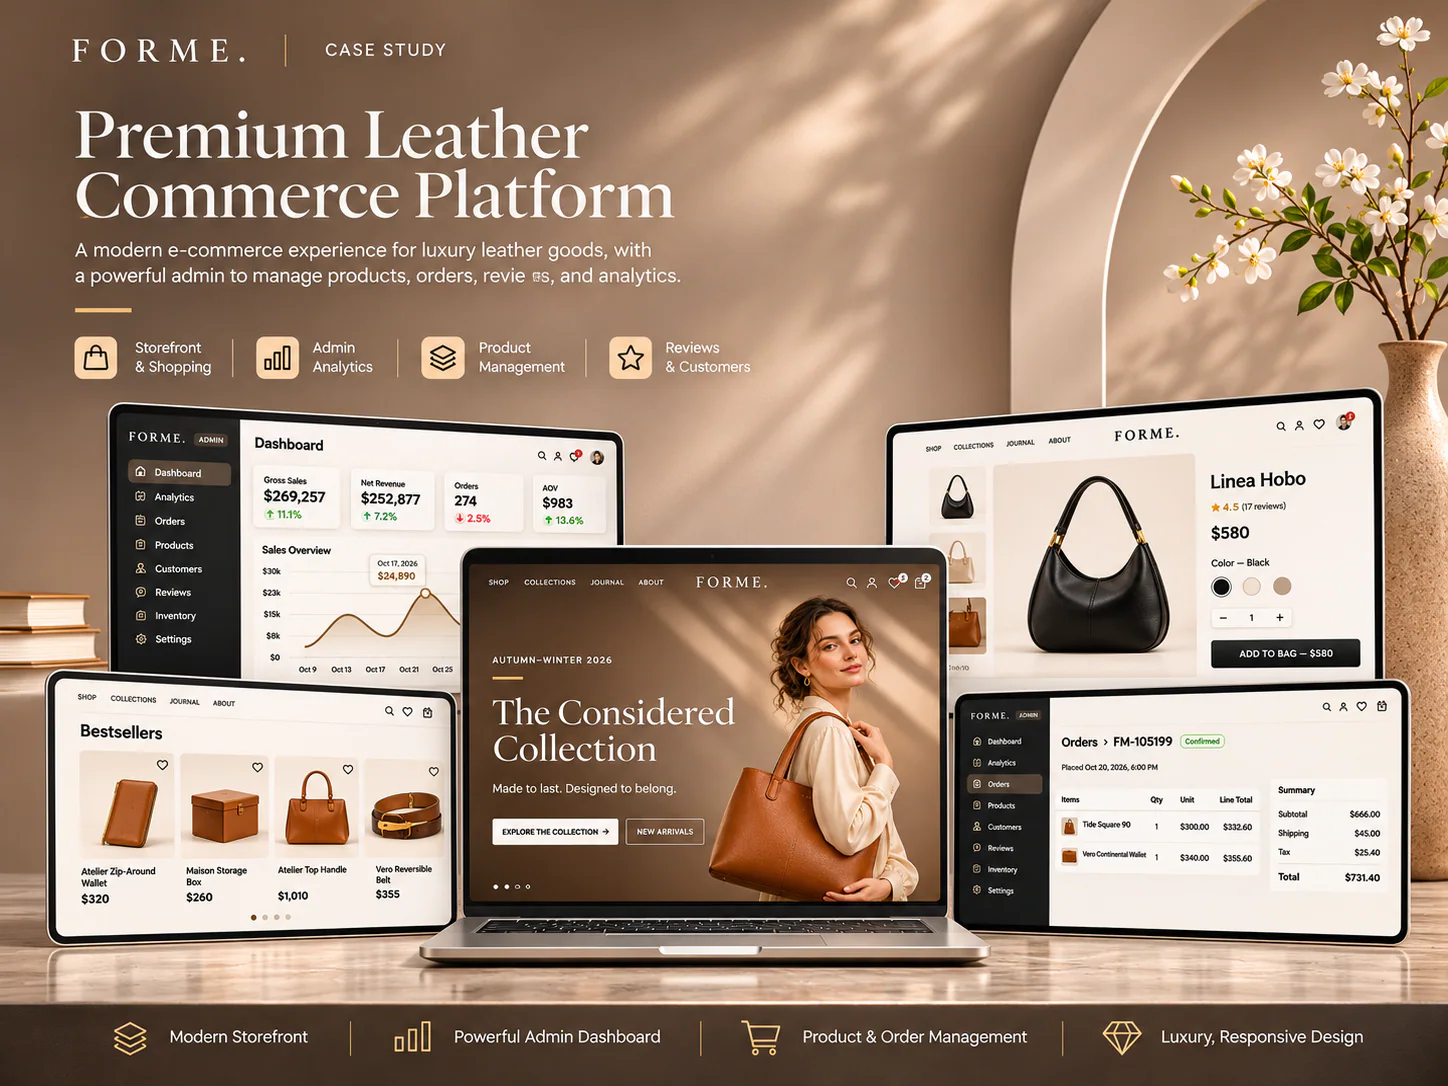 FORME.
CASE STUDY
Premium Leather
Commerce Platform
A modern e-commerce experience for luxury leather goods, with
a powerful admin to manage products, orders, revie s, and analytics.
Storefront
& Shopping
Admin
Analytics
Product
Management
Reviews
& Customers
FORME. ADMIN
Dashboard
Analytics
Orders
Products
Customers
Reviews
Inventory
Settings
Dashboard
Gross Sales
$269,257
↑ 11.1%
Net Revenue
$252,877
↑ 7.2%
Orders
274
↓ 2.5%
AOV
$983
↑ 13.6%
Sales Overview
Oct 17, 2026
$24,890
$30k
$23k
$15k
$8k
$0
Oct 9 Oct 13 Oct 17 Oct 21 Oct 25
SHOP COLLECTIONS JOURNAL ABOUT
FORME.
Linea Hobo
4.5 (17 reviews)
$580
Color — Black
− 1 +
ADD TO BAG — $580
SHOP COLLECTIONS JOURNAL ABOUT
Bestsellers
Atelier Zip-Around
Wallet
$320
Maison Storage
Box
$260
Atelier Top Handle
$1,010
Vero Reversible
Belt
$355
SHOP COLLECTIONS JOURNAL ABOUT
FORME.
2
AUTUMN–WINTER 2026
The Considered
Collection
Made to last. Designed to belong.
EXPLORE THE COLLECTION →
NEW ARRIVALS
FORME. ADMIN
Dashboard
Analytics
Orders
Products
Customers
Reviews
Inventory
Settings
Orders > FM-105199 Confirmed
Placed Oct 20, 2026, 6:00 PM
Items Qty Unit Line Total
Tide Square 90 1 $300.00 $332.60
Vero Continental Wallet 1 $340.00 $355.60
Summary
Subtotal $666.00
Shipping $45.00
Tax $25.40
Total $731.40
Modern Storefront
Powerful Admin Dashboard
Product & Order Management
Luxury, Responsive Design